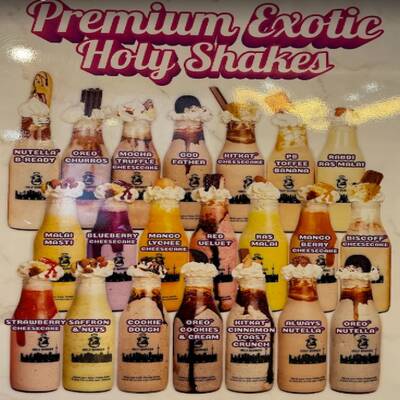 Premium Exotic
Holy Shakes
NUTELLA
B-READY
OREO
CHURROS
MOCHA
TRUFFLE
CHEESECAKE
GOD
FATHER
KITKAT
CHEESECAKE
PB
TOFFEE
BANANA
RABDI
RAS MALAI
MALAI
MASTI
BLUEBERRY
CHEESECAKE
MANGO
LYCHEE
CHEESECAKE
RED
VELVET
RAS
MALAI
MANGO
BERRY
CHEESECAKE
BISCOFF
CHEESECAKE
STRAWBERRY
CHEESECAKE
SAFFRON
& NUTS
COOKIE
DOUGH
OREO
COOKIES
& CREAM
KITKAT
CINNAMON
TOAST
CRUNCH
ALWAYS
NUTELLA
OREO
NUTELLA